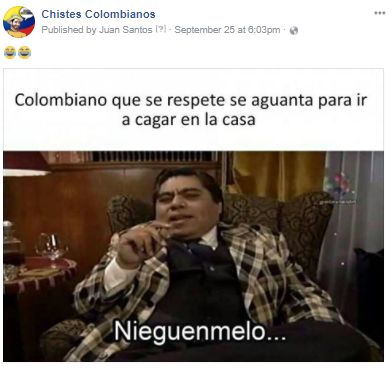 Chistes Colombianos
Published by Juan Santos [?] · September 25 at 6:03pm ·
Colombiano que se respete se aguanta para ir
a cagar en la casa
Nieguenmelo...